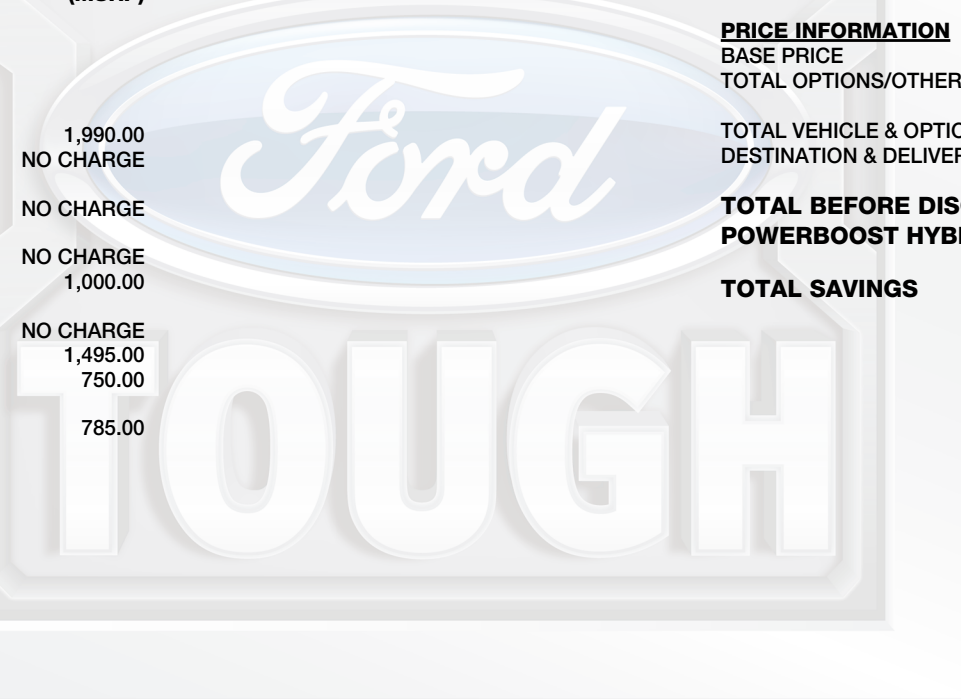 (MSRP)
1,990.00
NO CHARGE
NO CHARGE
NO CHARGE
1,000.00
NO CHARGE
1,495.00
750.00
785.00
PRICE INFORMATION
BASE PRICE
TOTAL OPTIONS/OTHER
TOTAL VEHICLE & OPTIO
DESTINATION & DELIVER
TOTAL BEFORE DIS
POWERBOOST HYB
TOTAL SAVINGS
Ford
TOUGH